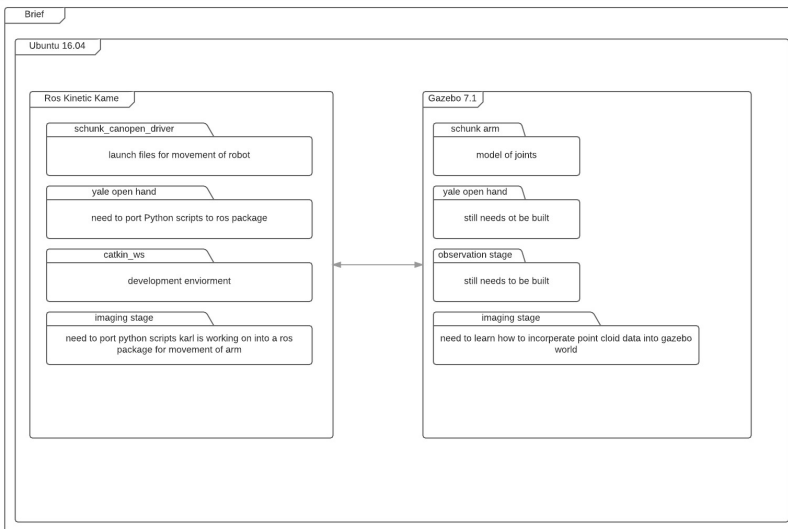 Brief
Ubuntu 16.04
Ros Kinetic Kame
schunk_canopen_driver
launch files for movement of robot
yale open hand
need to port Python scripts to ros package
catkin_ws
development enviorment
imaging stage
need to port python scripts karl is working on into a ros
package for movement of arm
Gazebo 7.1
schunk arm
model of joints
yale open hand
still needs ot be built
observation stage
still needs to be built
imaging stage
need to learn how to incorperate point cloid data into gazebo
world